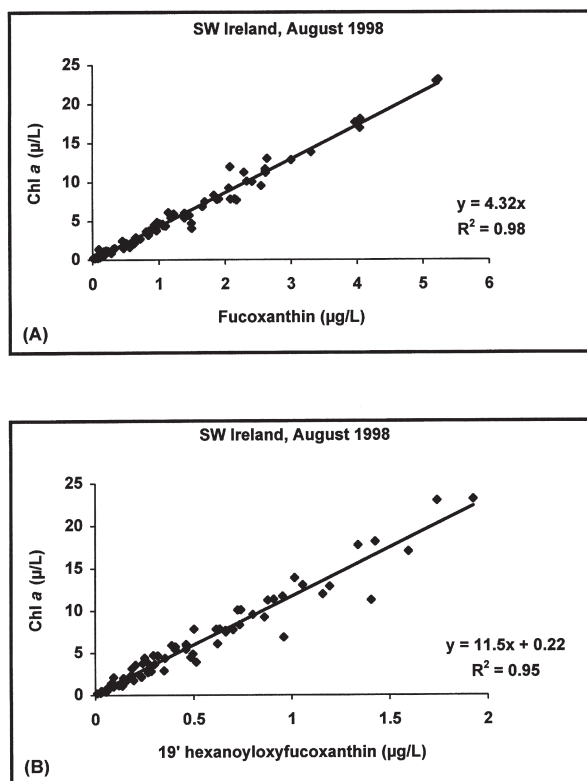 SW Ireland, August 1998
25
20
15
10
5
0
Chl a (µ/L)
y = 4.32x
R² = 0.98
0 1 2 3 4 5 6
Fucoxanthin (µg/L)
(A)
SW Ireland, August 1998
25
20
15
10
5
0
Chl a (µ/L)
y = 11.5x + 0.22
R² = 0.95
0 0.5 1 1.5 2
19' hexanoyloxyfucoxanthin (µg/L)
(B)